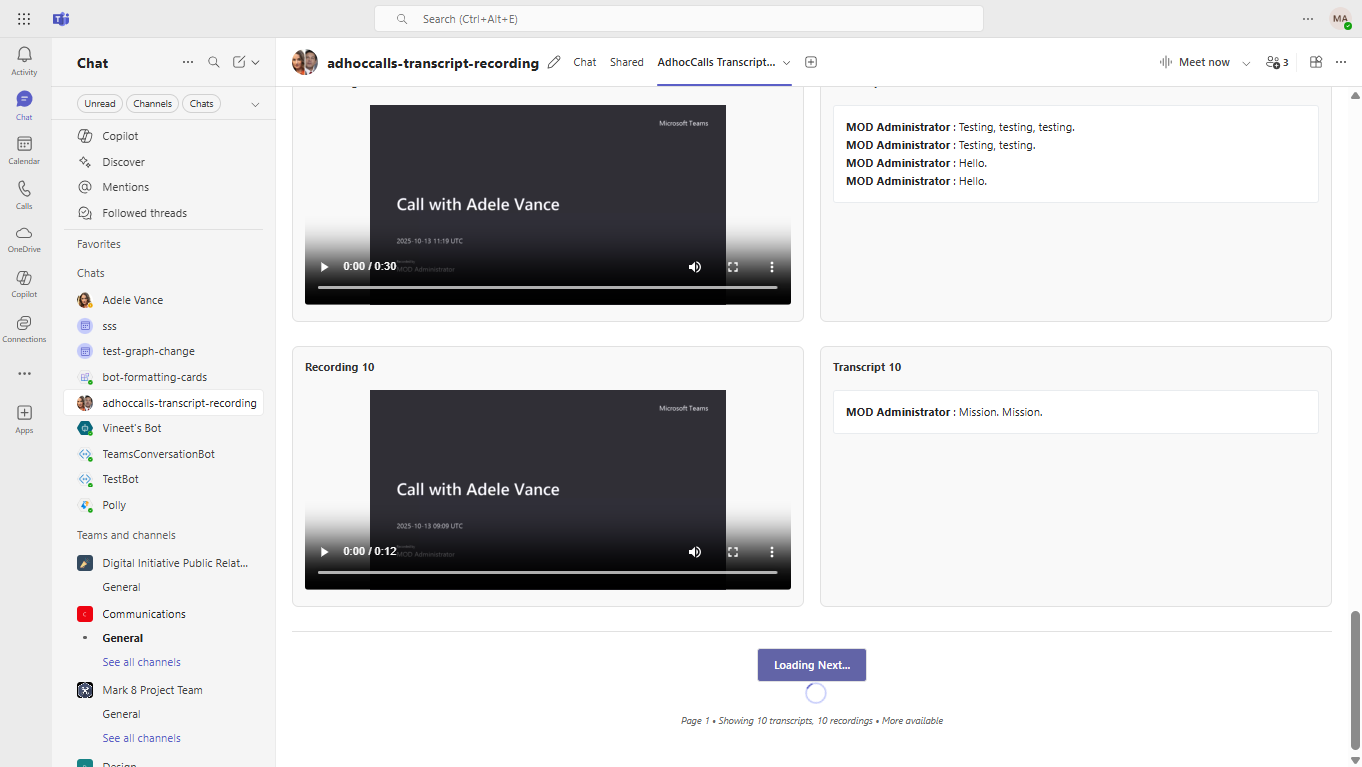 Search (Ctrl+Alt+E)
MA
Activity
Chat
Calendar
Calls
OneDrive
Copilot
Connections
Apps
Chat
Unread
Channels
Chats
Copilot
Discover
Mentions
Followed threads
Favorites
Chats
Adele Vance
sss
test-graph-change
bot-formatting-cards
adhoccalls-transcript-recording
Vineet's Bot
TeamsConversationBot
TestBot
Polly
Teams and channels
Digital Initiative Public Relat...
General
Communications
General
See all channels
Mark 8 Project Team
General
See all channels
Design
adhoccalls-transcript-recording
Chat
Shared
AdhocCalls Transcript...
Meet now
3
Microsoft Teams
Call with Adele Vance
2025-10-13 11:19 UTC
MOD Administrator
0:00 / 0:30
MOD Administrator : Testing, testing, testing.
MOD Administrator : Testing, testing.
MOD Administrator : Hello.
MOD Administrator : Hello.
Recording 10
Microsoft Teams
Call with Adele Vance
2025-10-13 09:09 UTC
MOD Administrator
0:00 / 0:12
Transcript 10
MOD Administrator : Mission. Mission.
Loading Next...
Page 1 • Showing 10 transcripts, 10 recordings • More available